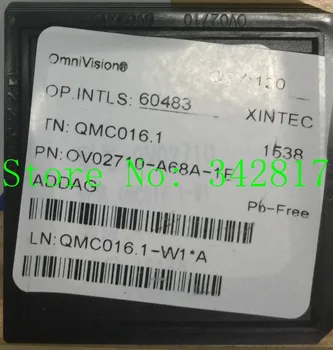 OmniVision®
OP.INTLS: 60483
XINTEC
TN: QMC016.1
1538
PN: OV02710-A68A-1E
Store No: 342817
ADDAG
Pb-Free
LN: QMC016.1-W1*A